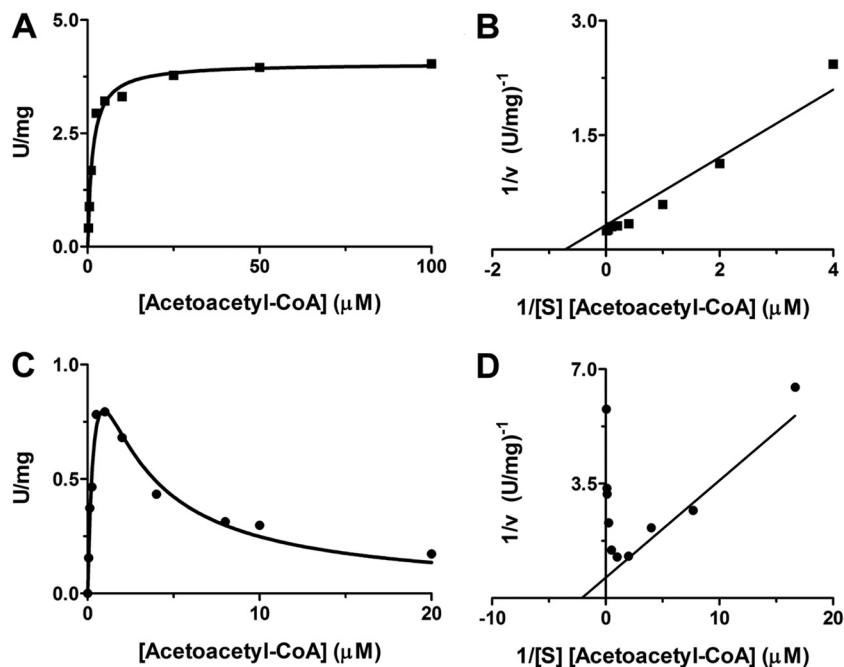 A
5.0
2.5
0.0
U/mg
0
50
100
[Acetoacetyl-CoA] (μM)
B
3.0
1.5
1/v (U/mg)-1
-2
0
2
4
1/[S] [Acetoacetyl-CoA] (μM)
C
1.0
0.5
0.0
U/mg
0
10
20
[Acetoacetyl-CoA] (μM)
D
7.0
3.5
1/v (U/mg)-1
-10
0
10
20
1/[S] [Acetoacetyl-CoA] (μM)